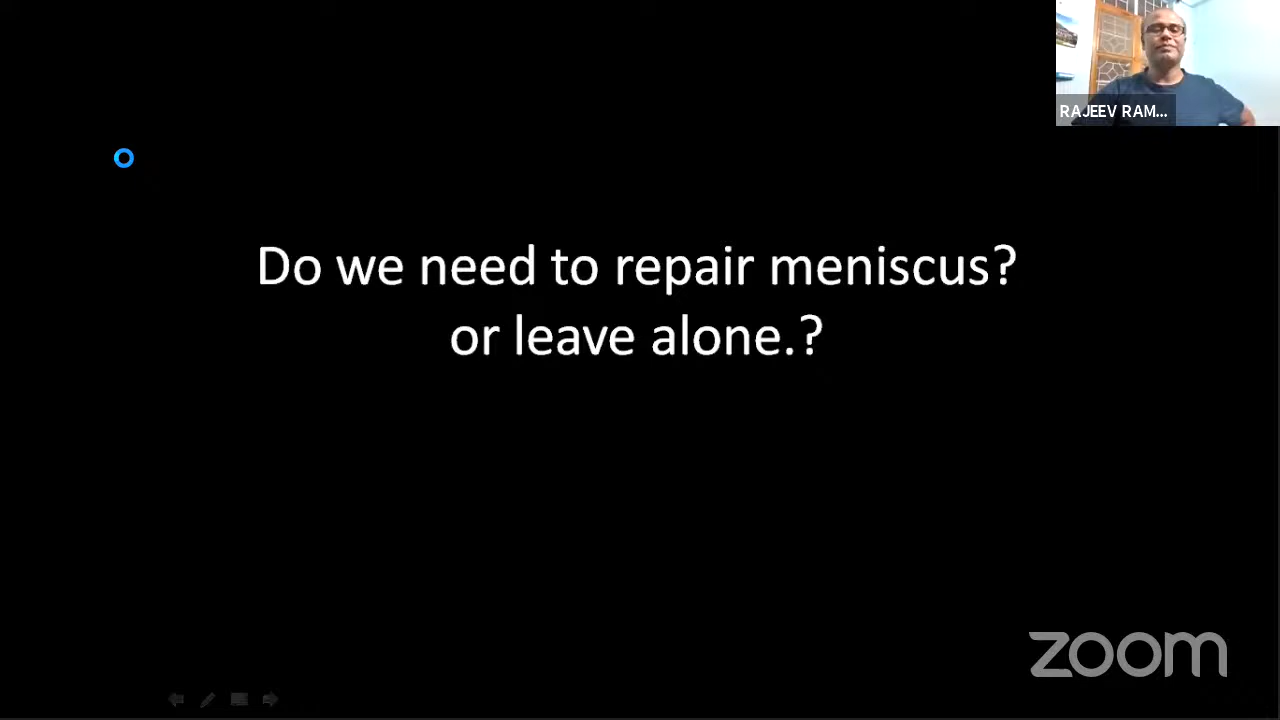 RAJEEV RAM...
Do we need to repair meniscus?
or leave alone.?
zoom